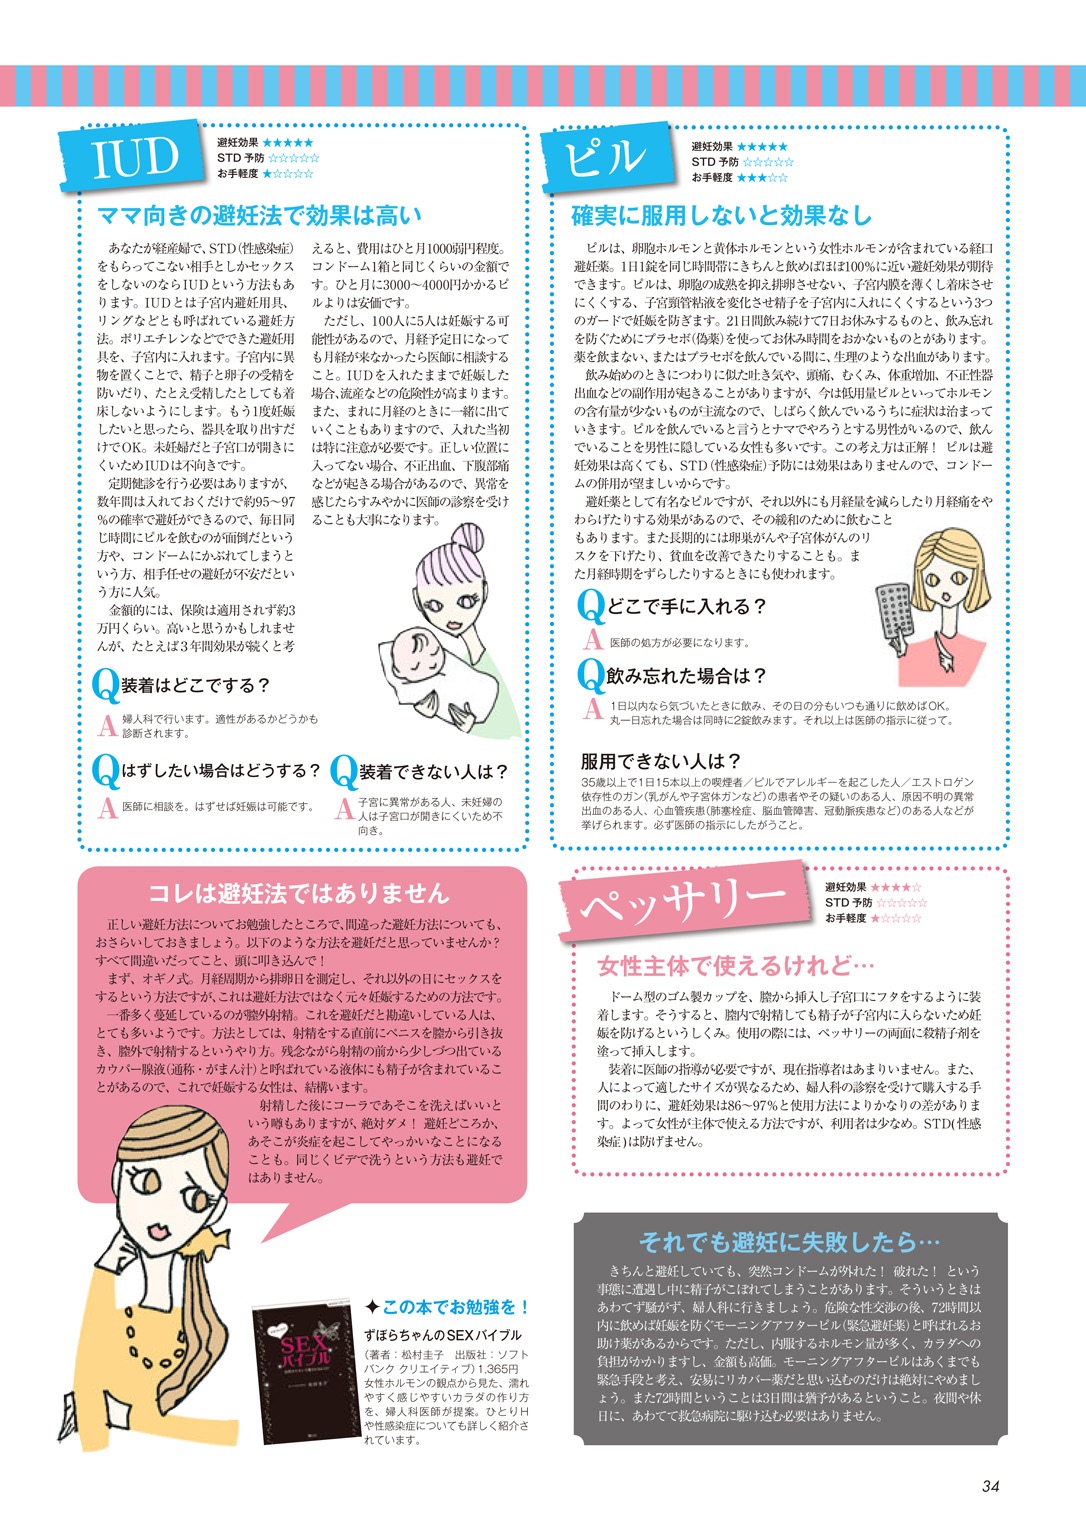 IUD
避妊効果 ★★★★★
STD 予防 ☆☆☆☆☆
お手軽度 ★☆☆☆☆
ママ向きの避妊法で効果は高い
あなたが経産婦で、STD（性感染症）
をもらってこない相手としかセックス
をしないのならIUDという方法もあ
ります。IUDとは子宮内避妊用具、
リングなどとも呼ばれている避妊方
法。ポリエチレンなどでできた避妊用
具を、子宮内に入れます。子宮内に異
物を置くことで、精子と卵子の受精を
防いだり、たとえ受精したとしても着
床しないようにします。もう1度妊娠
したいと思ったら、器具を取り出すだ
けでOK。未妊婦だと子宮口が開きに
くいためIUDは不向きです。
定期健診を行う必要はありますが、
数年間は入れておくだけで約95〜97
％の確率で避妊ができるので、毎日同
じ時間にピルを飲むのが面倒だという
方や、コンドームにかぶれてしまうと
いう方、相手任せの避妊が不安だとい
う方に人気。
金額的には、保険は適用されず約3
万円くらい。高いと思うかもしれませ
んが、たとえば３年間効果が続くと考
えると、費用はひと月1000弱円程度。
コンドーム1箱と同じくらいの金額で
す。ひと月に3000〜4000円かかるピ
ルよりは安価です。
ただし、100人に5人は妊娠する可
能性があるので、月経予定日になって
も月経が来なかったら医師に相談する
こと。IUDを入れたままで妊娠した
場合、流産などの危険性が高まります。
また、まれに月経のときに一緒に出て
いくこともありますので、入れた当初
は特に注意が必要です。正しい位置に
入ってない場合、不正出血、下腹部痛
などが起きる場合があるので、異常を
感じたらすみやかに医師の診察を受け
ることも大事になります。
Q装着はどこでする？
A 婦人科で行います。適性があるかどうかも
診断されます。
Qはずしたい場合はどうする？
A 医師に相談を。はずせば妊娠は可能です。
Q装着できない人は？
A 子宮に異常がある人、未妊婦の
人は子宮口が開きにくいため不
向き。
ピル
避妊効果 ★★★★★
STD 予防 ☆☆☆☆☆
お手軽度 ★★★☆☆
確実に服用しないと効果なし
ピルは、卵胞ホルモンと黄体ホルモンという女性ホルモンが含まれている経口
避妊薬。1日1錠を同じ時間帯にきちんと飲めばほぼ100％に近い避妊効果が期待
できます。ピルは、卵胞の成熟を抑え排卵させない、子宮内膜を薄くし着床させ
にくくする、子宮頸管粘液を変化させ精子を子宮内に入れにくくするという3つ
のガードで妊娠を防ぎます。21日間飲み続けて7日お休みするものと、飲み忘れ
を防ぐためにプラセボ（偽薬）を使ってお休み時間をおかないものとがあります。
薬を飲まない、またはプラセボを飲んでいる間に、生理のような出血があります。
飲み始めのときにつわりに似た吐き気や、頭痛、むくみ、体重増加、不正性器
出血などの副作用が起きることがありますが、今は低用量ピルといってホルモン
の含有量が少ないものが主流なので、しばらく飲んでいるうちに症状は治まって
いきます。ピルを飲んでいると言うとナマでやろうとする男性がいるので、飲ん
でいることを男性に隠している女性も多いです。この考え方は正解！ ピルは避
妊効果は高くても、STD（性感染症）予防には効果はありませんので、コンドー
ムの併用が望ましいからです。
避妊薬として有名なピルですが、それ以外にも月経量を減らしたり月経痛をや
わらげたりする効果があるので、その緩和のために飲むこと
もあります。また長期的には卵巣がんや子宮体がんのリ
スクを下げたり、貧血を改善できたりすることも。ま
た月経時期をずらしたりするときにも使われます。
Qどこで手に入れる？
A 医師の処方が必要になります。
Q飲み忘れた場合は？
A 1日以内なら気づいたときに飲み、その日の分もいつも通りに飲めばOK。
丸一日忘れた場合は同時に2錠飲みます。それ以上は医師の指示に従って。
服用できない人は？
35歳以上で1日15本以上の喫煙者／ピルでアレルギーを起こした人／エストロゲン
依存性のガン（乳がんや子宮体ガンなど）の患者やその疑いのある人、原因不明の異常
出血のある人、心血管疾患（肺塞栓症、脳血管障害、冠動脈疾患など）のある人などが
挙げられます。必ず医師の指示にしたがうこと。
コレは避妊法ではありません
正しい避妊方法についてお勉強したところで、間違った避妊方法についても、
おさらいしておきましょう。以下のような方法を避妊だと思っていませんか？
すべて間違いだってこと、頭に叩き込んで！
まず、オギノ式。月経周期から排卵日を測定し、それ以外の日にセックスを
するという方法ですが、これは避妊方法ではなく元々妊娠するための方法です。
一番多く蔓延しているのが膣外射精。これを避妊だと勘違いしている人は、
とても多いようです。方法としては、射精をする直前にペニスを膣から引き抜
き、膣外で射精するというやり方。残念ながら射精の前から少しづつ出ている
カウパー腺液（通称・がまん汁）と呼ばれている液体にも精子が含まれているこ
とがあるので、これで妊娠する女性は、結構います。
射精した後にコーラであそこを洗えばいいと
いう噂もありますが、絶対ダメ！ 避妊どころか、
あそこが炎症を起こしてやっかいなことになる
ことも。同じくビデで洗うという方法も避妊で
はありません。
ペッサリー
避妊効果 ★★★★☆
STD 予防 ☆☆☆☆☆
お手軽度 ★☆☆☆☆
女性主体で使えるけれど…
ドーム型のゴム製カップを、膣から挿入し子宮口にフタをするように装
着します。そうすると、膣内で射精しても精子が子宮内に入らないため妊
娠を防げるというしくみ。使用の際には、ペッサリーの両面に殺精子剤を
塗って挿入します。
装着に医師の指導が必要ですが、現在指導者はあまりいません。また、
人によって適したサイズが異なるため、婦人科の診察を受けて購入する手
間のわりに、避妊効果は86〜97％と使用方法によりかなりの差がありま
す。よって女性が主体で使える方法ですが、利用者は少なめ。STD（性感
染症）は防げません。
それでも避妊に失敗したら…
きちんと避妊していても、突然コンドームが外れた！ 破れた！ という
事態に遭遇し中に精子がこぼれてしまうことがあります。そういうときは
あわてず騒がず、婦人科に行きましょう。危険な性交渉の後、72時間以
内に飲めば妊娠を防ぐモーニングアフターピル（緊急避妊薬）と呼ばれるお
助け薬があるからです。ただし、内服するホルモン量が多く、カラダへの
負担がかかりますし、金額も高価。モーニングアフターピルはあくまでも
緊急手段と考え、安易にリカバー薬だと思い込むのだけは絶対にやめまし
ょう。また72時間ということは3日間は猶予があるということ。夜間や休
日に、あわてて救急病院に駆け込む必要はありません。
SEX
バイブル
✦この本でお勉強を！
ずぼらちゃんのSEXバイブル
（著者：松村圭子　出版社：ソフト
バンク クリエイティブ）1,365円
女性ホルモンの観点から見た、濡れ
やすく感じやすいカラダの作り方
を、婦人科医師が提案。ひとりH
や性感染症についても詳しく紹介さ
れています。
34